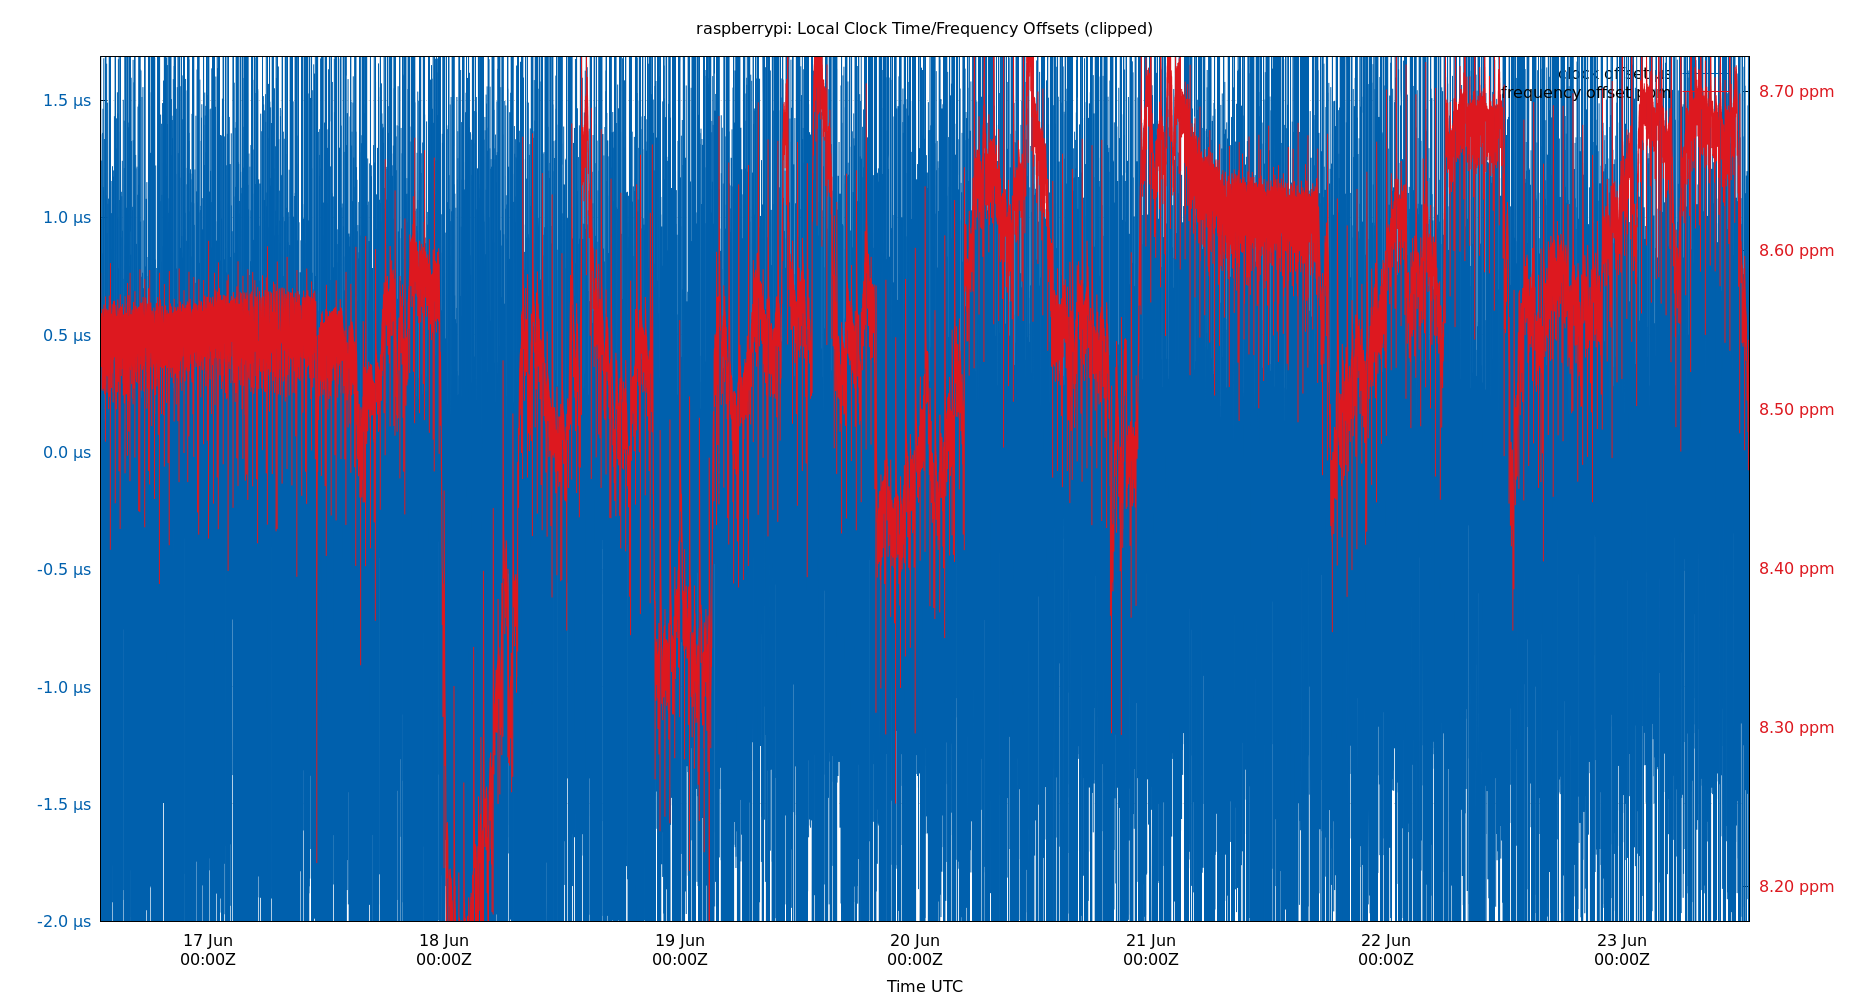 raspberrypi: Local Clock Time/Frequency Offsets (clipped)
clock offset μs
frequency offset ppm
1.5 μs
1.0 μs
0.5 μs
0.0 μs
-0.5 μs
-1.0 μs
-1.5 μs
-2.0 μs
8.70 ppm
8.60 ppm
8.50 ppm
8.40 ppm
8.30 ppm
8.20 ppm
17 Jun
00:00Z
18 Jun
00:00Z
19 Jun
00:00Z
20 Jun
00:00Z
21 Jun
00:00Z
22 Jun
00:00Z
23 Jun
00:00Z
Time UTC